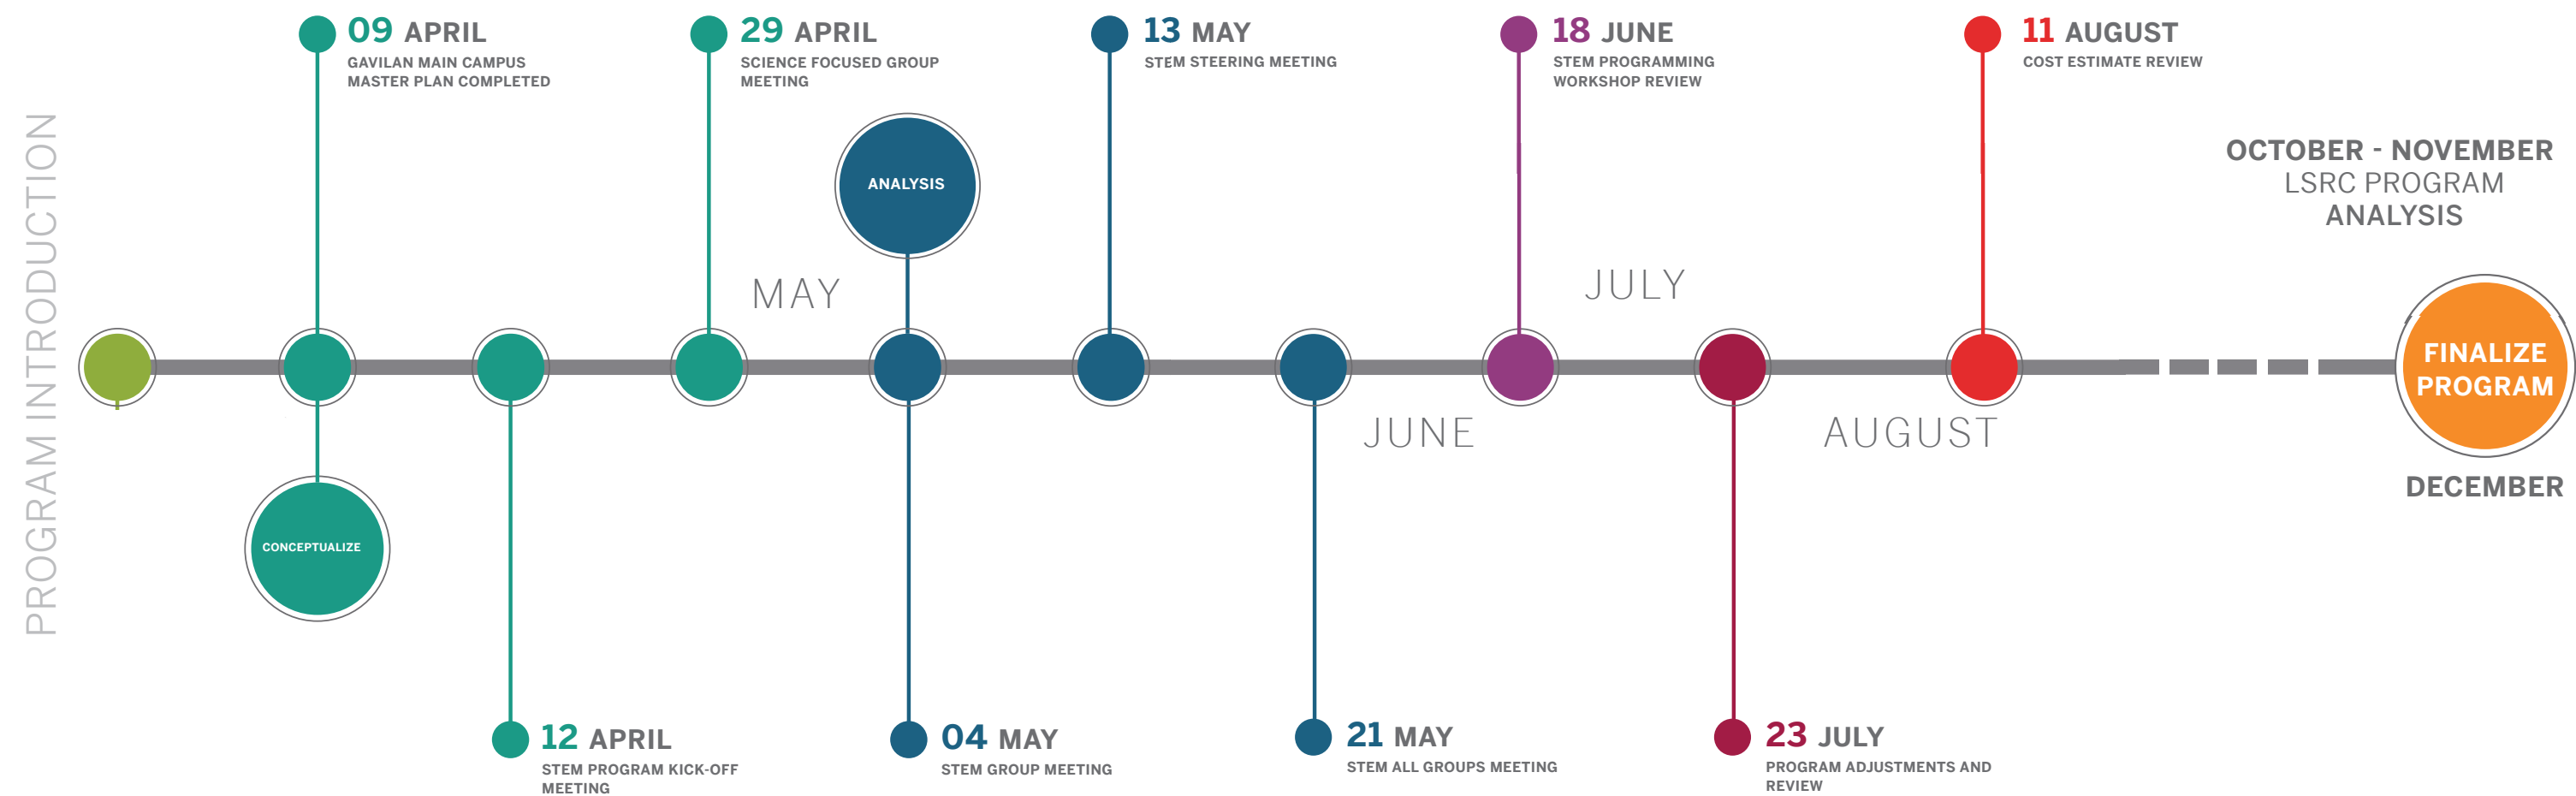 PROGRAM INTRODUCTION
09 APRIL
GAVILAN MAIN CAMPUS
MASTER PLAN COMPLETED
29 APRIL
SCIENCE FOCUSED GROUP
MEETING
13 MAY
STEM STEERING MEETING
18 JUNE
STEM PROGRAMMING
WORKSHOP REVIEW
11 AUGUST
COST ESTIMATE REVIEW
OCTOBER - NOVEMBER
LSRC PROGRAM
ANALYSIS
ANALYSIS
MAY
JULY
FINALIZE
PROGRAM
JUNE
AUGUST
DECEMBER
CONCEPTUALIZE
12 APRIL
STEM PROGRAM KICK-OFF
MEETING
04 MAY
STEM GROUP MEETING
21 MAY
STEM ALL GROUPS MEETING
23 JULY
PROGRAM ADJUSTMENTS AND
REVIEW